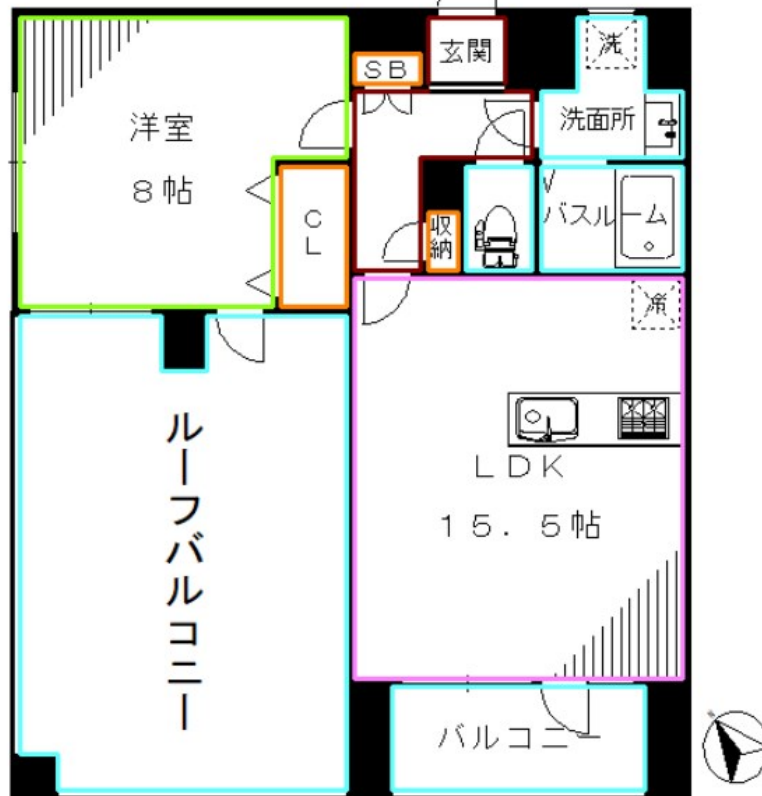 玄関
洗
SB
洋室
8帖
洗面所
CL
収納
バスルーム
冷
LDK
15.5帖
ルーフバルコニー
バルコニー